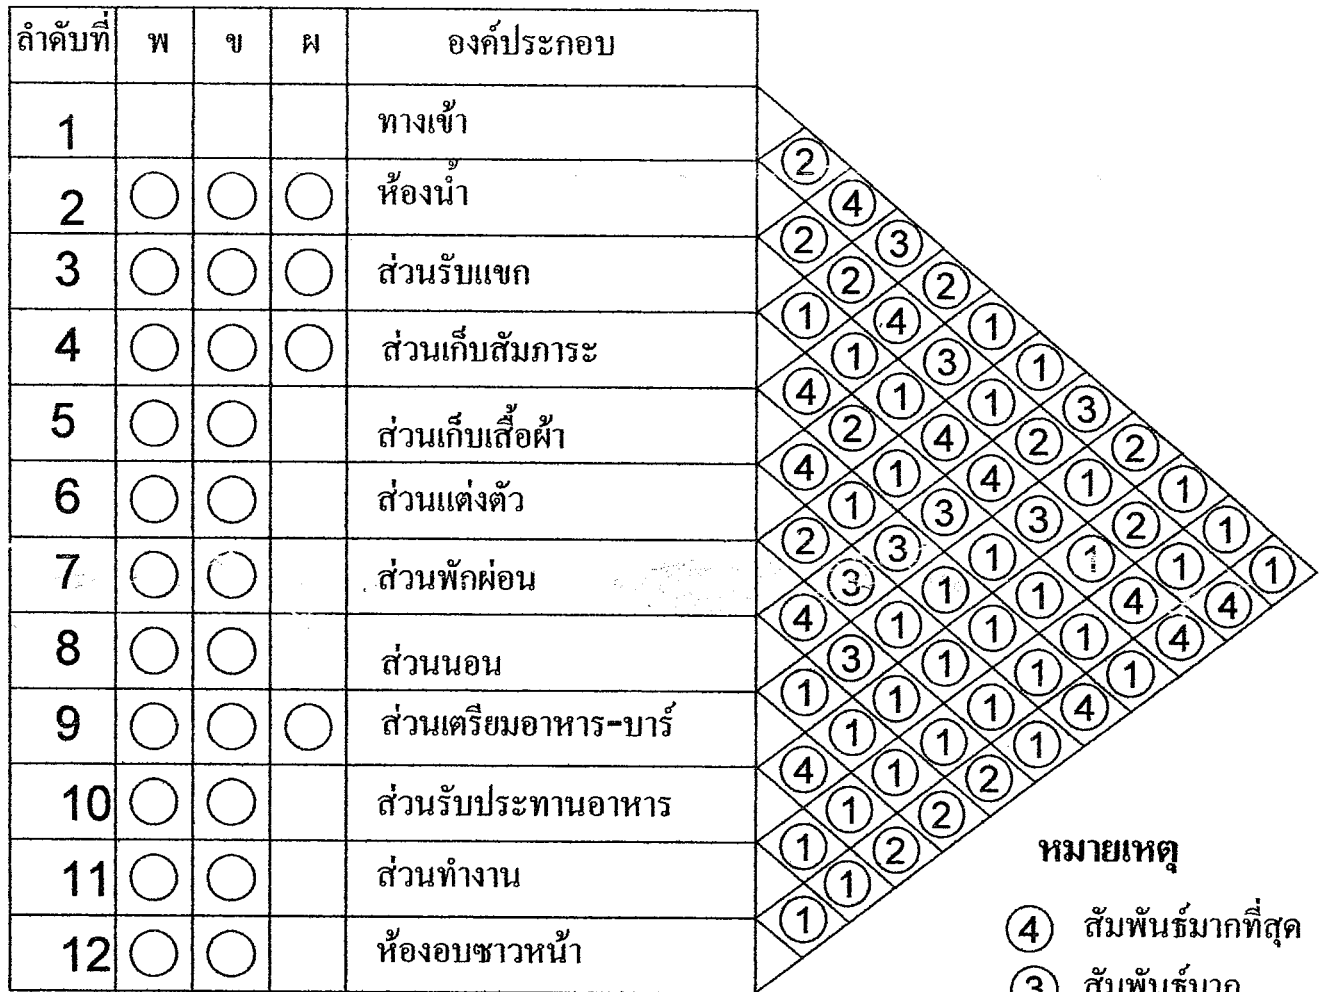 ลำดับที่ พ ข ผ องค์ประกอบ
1 ทางเข้า
2 ห้องน้ำ
3 ส่วนรับแขก
4 ส่วนเก็บสัมภาระ
5 ส่วนเก็บเสื้อผ้า
6 ส่วนแต่งตัว
7 ส่วนพักผ่อน
8 ส่วนนอน
9 ส่วนเตรียมอาหาร-บาร์
10 ส่วนรับประทานอาหาร
11 ส่วนทำงาน
12 ห้องอบซาวหน้า
2
4
2 3
2 2
1 4 1
1 3 1
4 1 1 3
2 4 2 2
4 1 4 1 1
1 3 3 2 1
2 3 1 1 1 1
3 1 1 4 4
4 1 1 1 4
3 1 1 1
1 1 1 4
1 1 1
4 1 2
1 2
1 2
1
1
หมายเหตุ
4 สัมพันธ์มากที่สุด
3 สัมพันธ์มาก